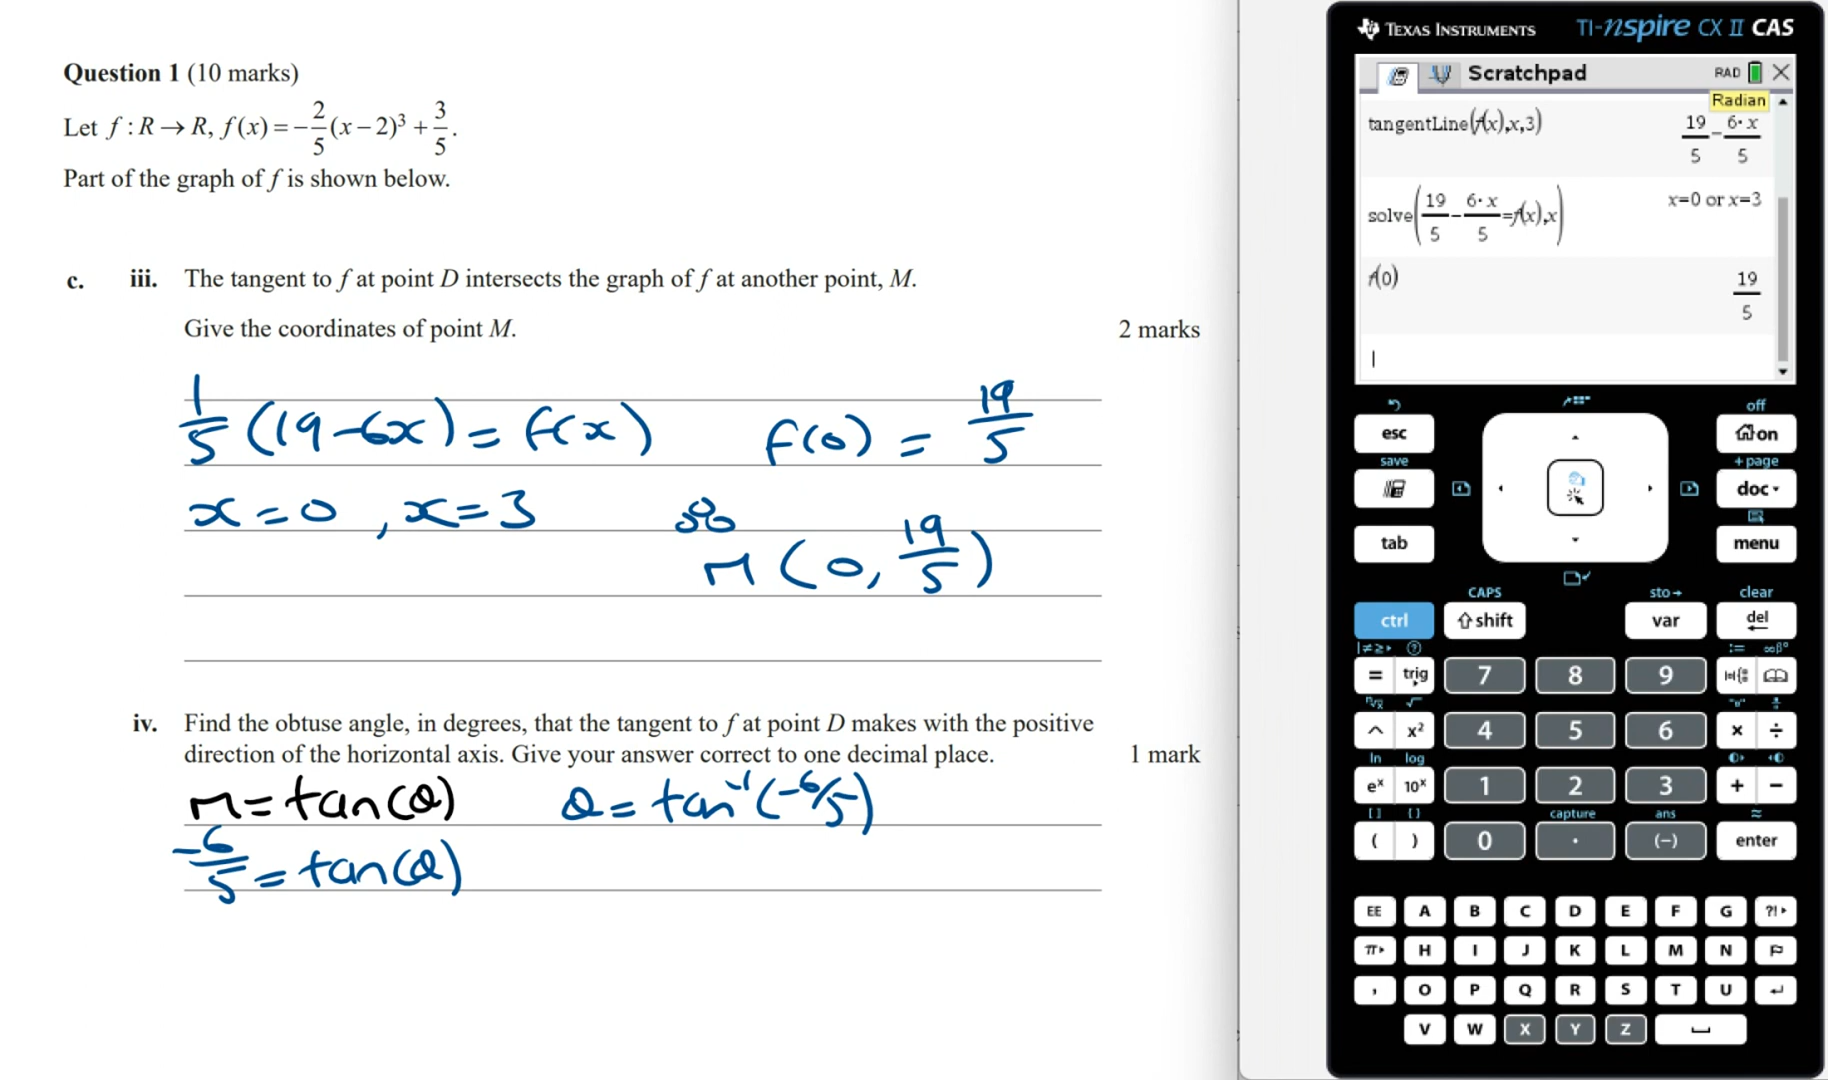 Question 1 (10 marks)
Let f : R → R, f(x) = −2/5(x − 2)³ + 3/5.
Part of the graph of f is shown below.
c. iii. The tangent to f at point D intersects the graph of f at another point, M.
Give the coordinates of point M. 2 marks
1/5 (19 − 6x) = f(x) f(0) = 19/5
x = 0 , x = 3
M (0, 19/5)
iv. Find the obtuse angle, in degrees, that the tangent to f at point D makes with the positive
direction of the horizontal axis. Give your answer correct to one decimal place. 1 mark
m = tan(θ) θ = tan⁻¹(−6/5)
−6/5 = tan(θ)
TEXAS INSTRUMENTS TI-nspire CX II CAS
Scratchpad RAD
Radian
tangentLine(f(x),x,3) 19/5 − 6·x/5
solve(19/5 − 6·x/5 = f(x),x) x=0 or x=3
f(0) 19/5
off
esc on
save + page
doc
tab menu
CAPS sto→ clear
ctrl shift var del
= trig 7 8 9
^ x² 4 5 6 × ÷
ln log
eˣ 10ˣ 1 2 3 + −
[ ] { } capture ans ≈
( ) 0 . (−) enter
EE A B C D E F G ?!▸
π▸ H I J K L M N
, O P Q R S T U ↵
V W X Y Z